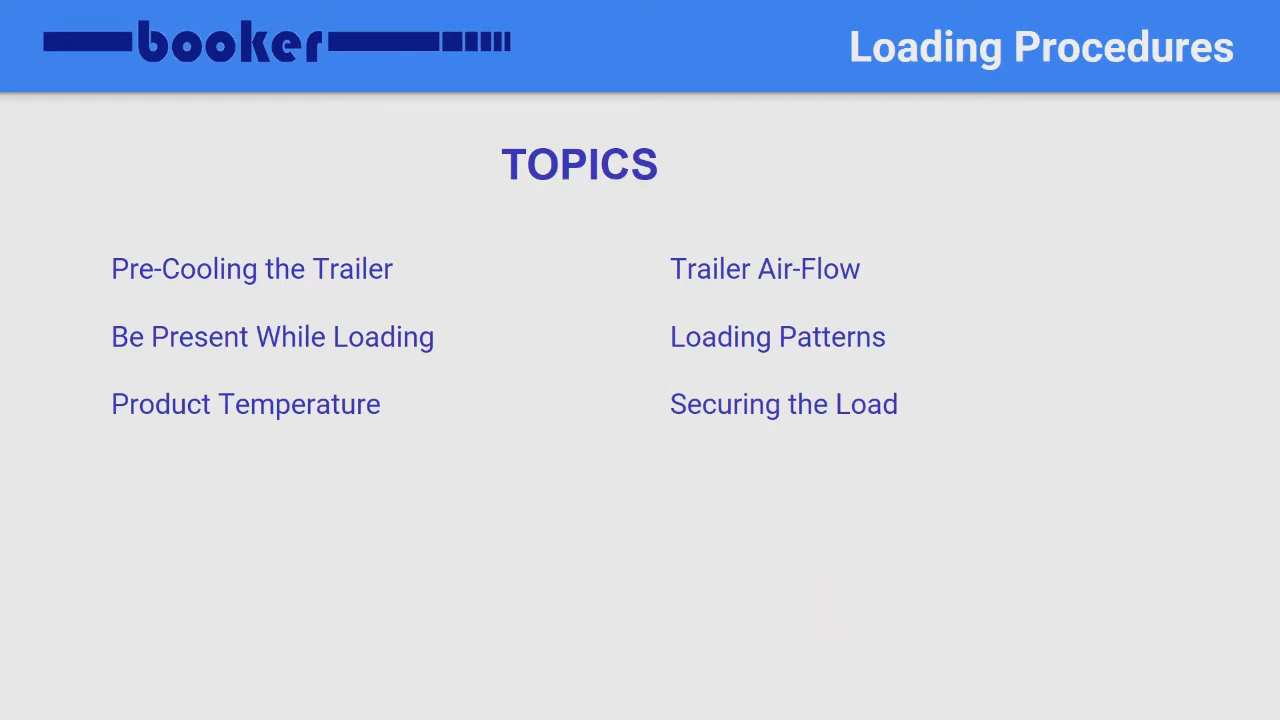 booker
Loading Procedures
TOPICS
Pre-Cooling the Trailer
Be Present While Loading
Product Temperature
Trailer Air-Flow
Loading Patterns
Securing the Load